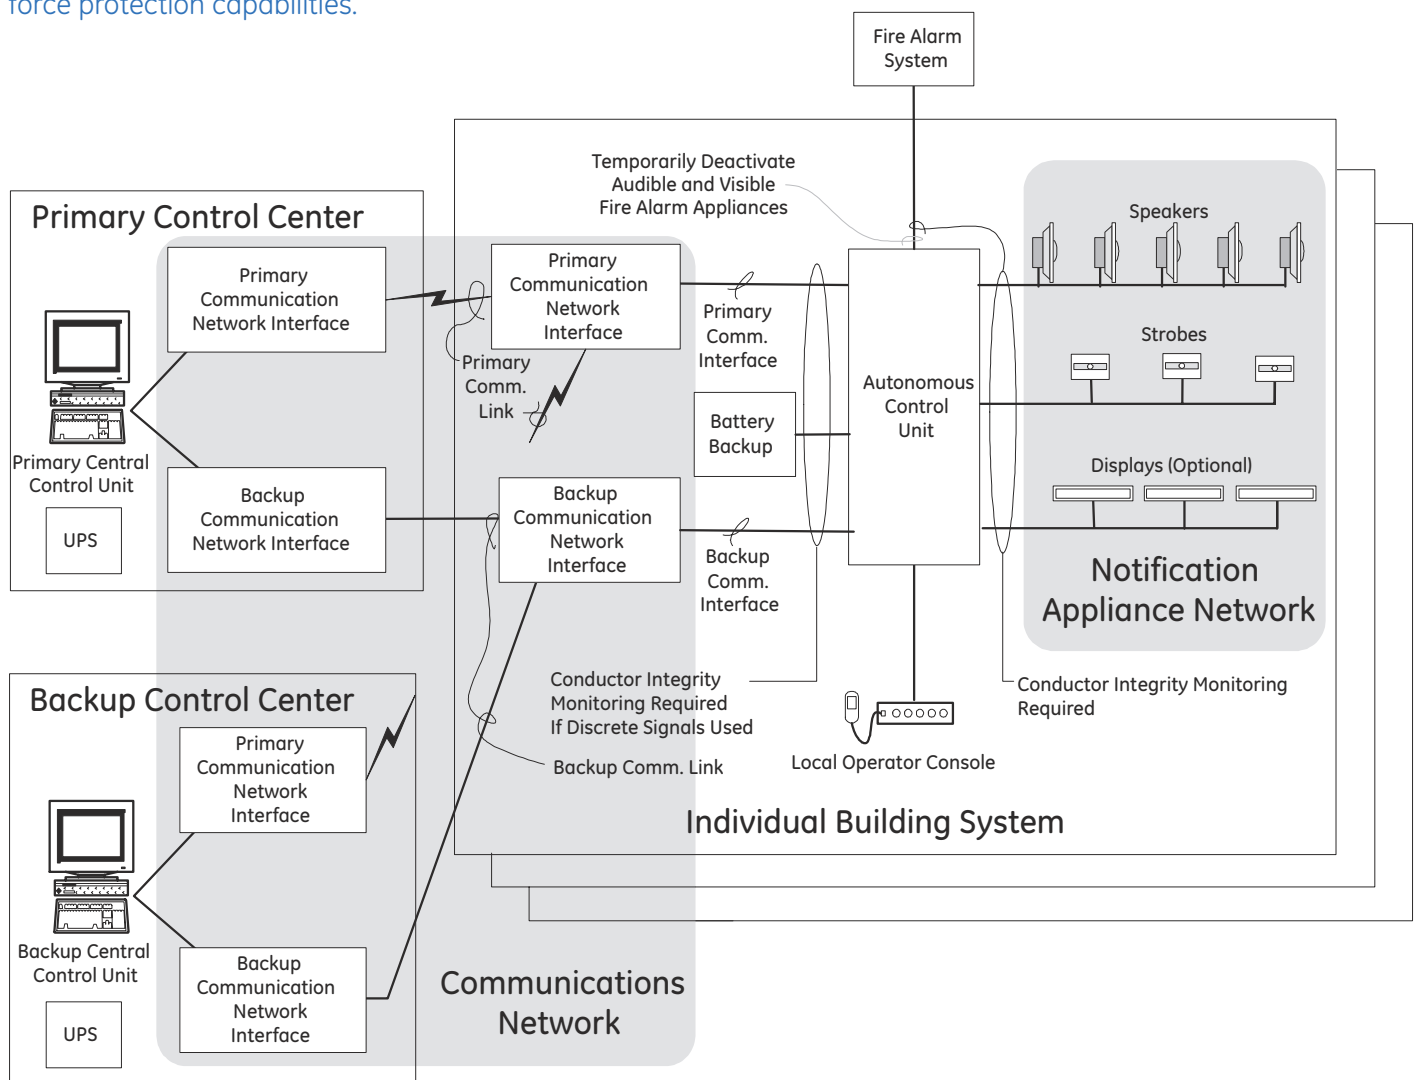 force protection capabilities.
Fire Alarm
System
Temporarily Deactivate
Audible and Visible
Fire Alarm Appliances
Primary Control Center
Primary
Communication
Network Interface
Primary Central
Control Unit
UPS
Backup
Communication
Network Interface
Primary
Communication
Network
Interface
Primary
Comm.
Link
Backup
Communication
Network
Interface
Primary
Comm.
Interface
Battery
Backup
Backup
Comm.
Interface
Autonomous
Control
Unit
Speakers
Strobes
Displays (Optional)
Notification
Appliance Network
Conductor Integrity
Monitoring Required
If Discrete Signals Used
Backup Comm. Link
Conductor Integrity Monitoring
Required
Local Operator Console
Individual Building System
Backup Control Center
Primary
Communication
Network
Interface
Backup Central
Control Unit
UPS
Backup
Communication
Network
Interface
Communications
Network